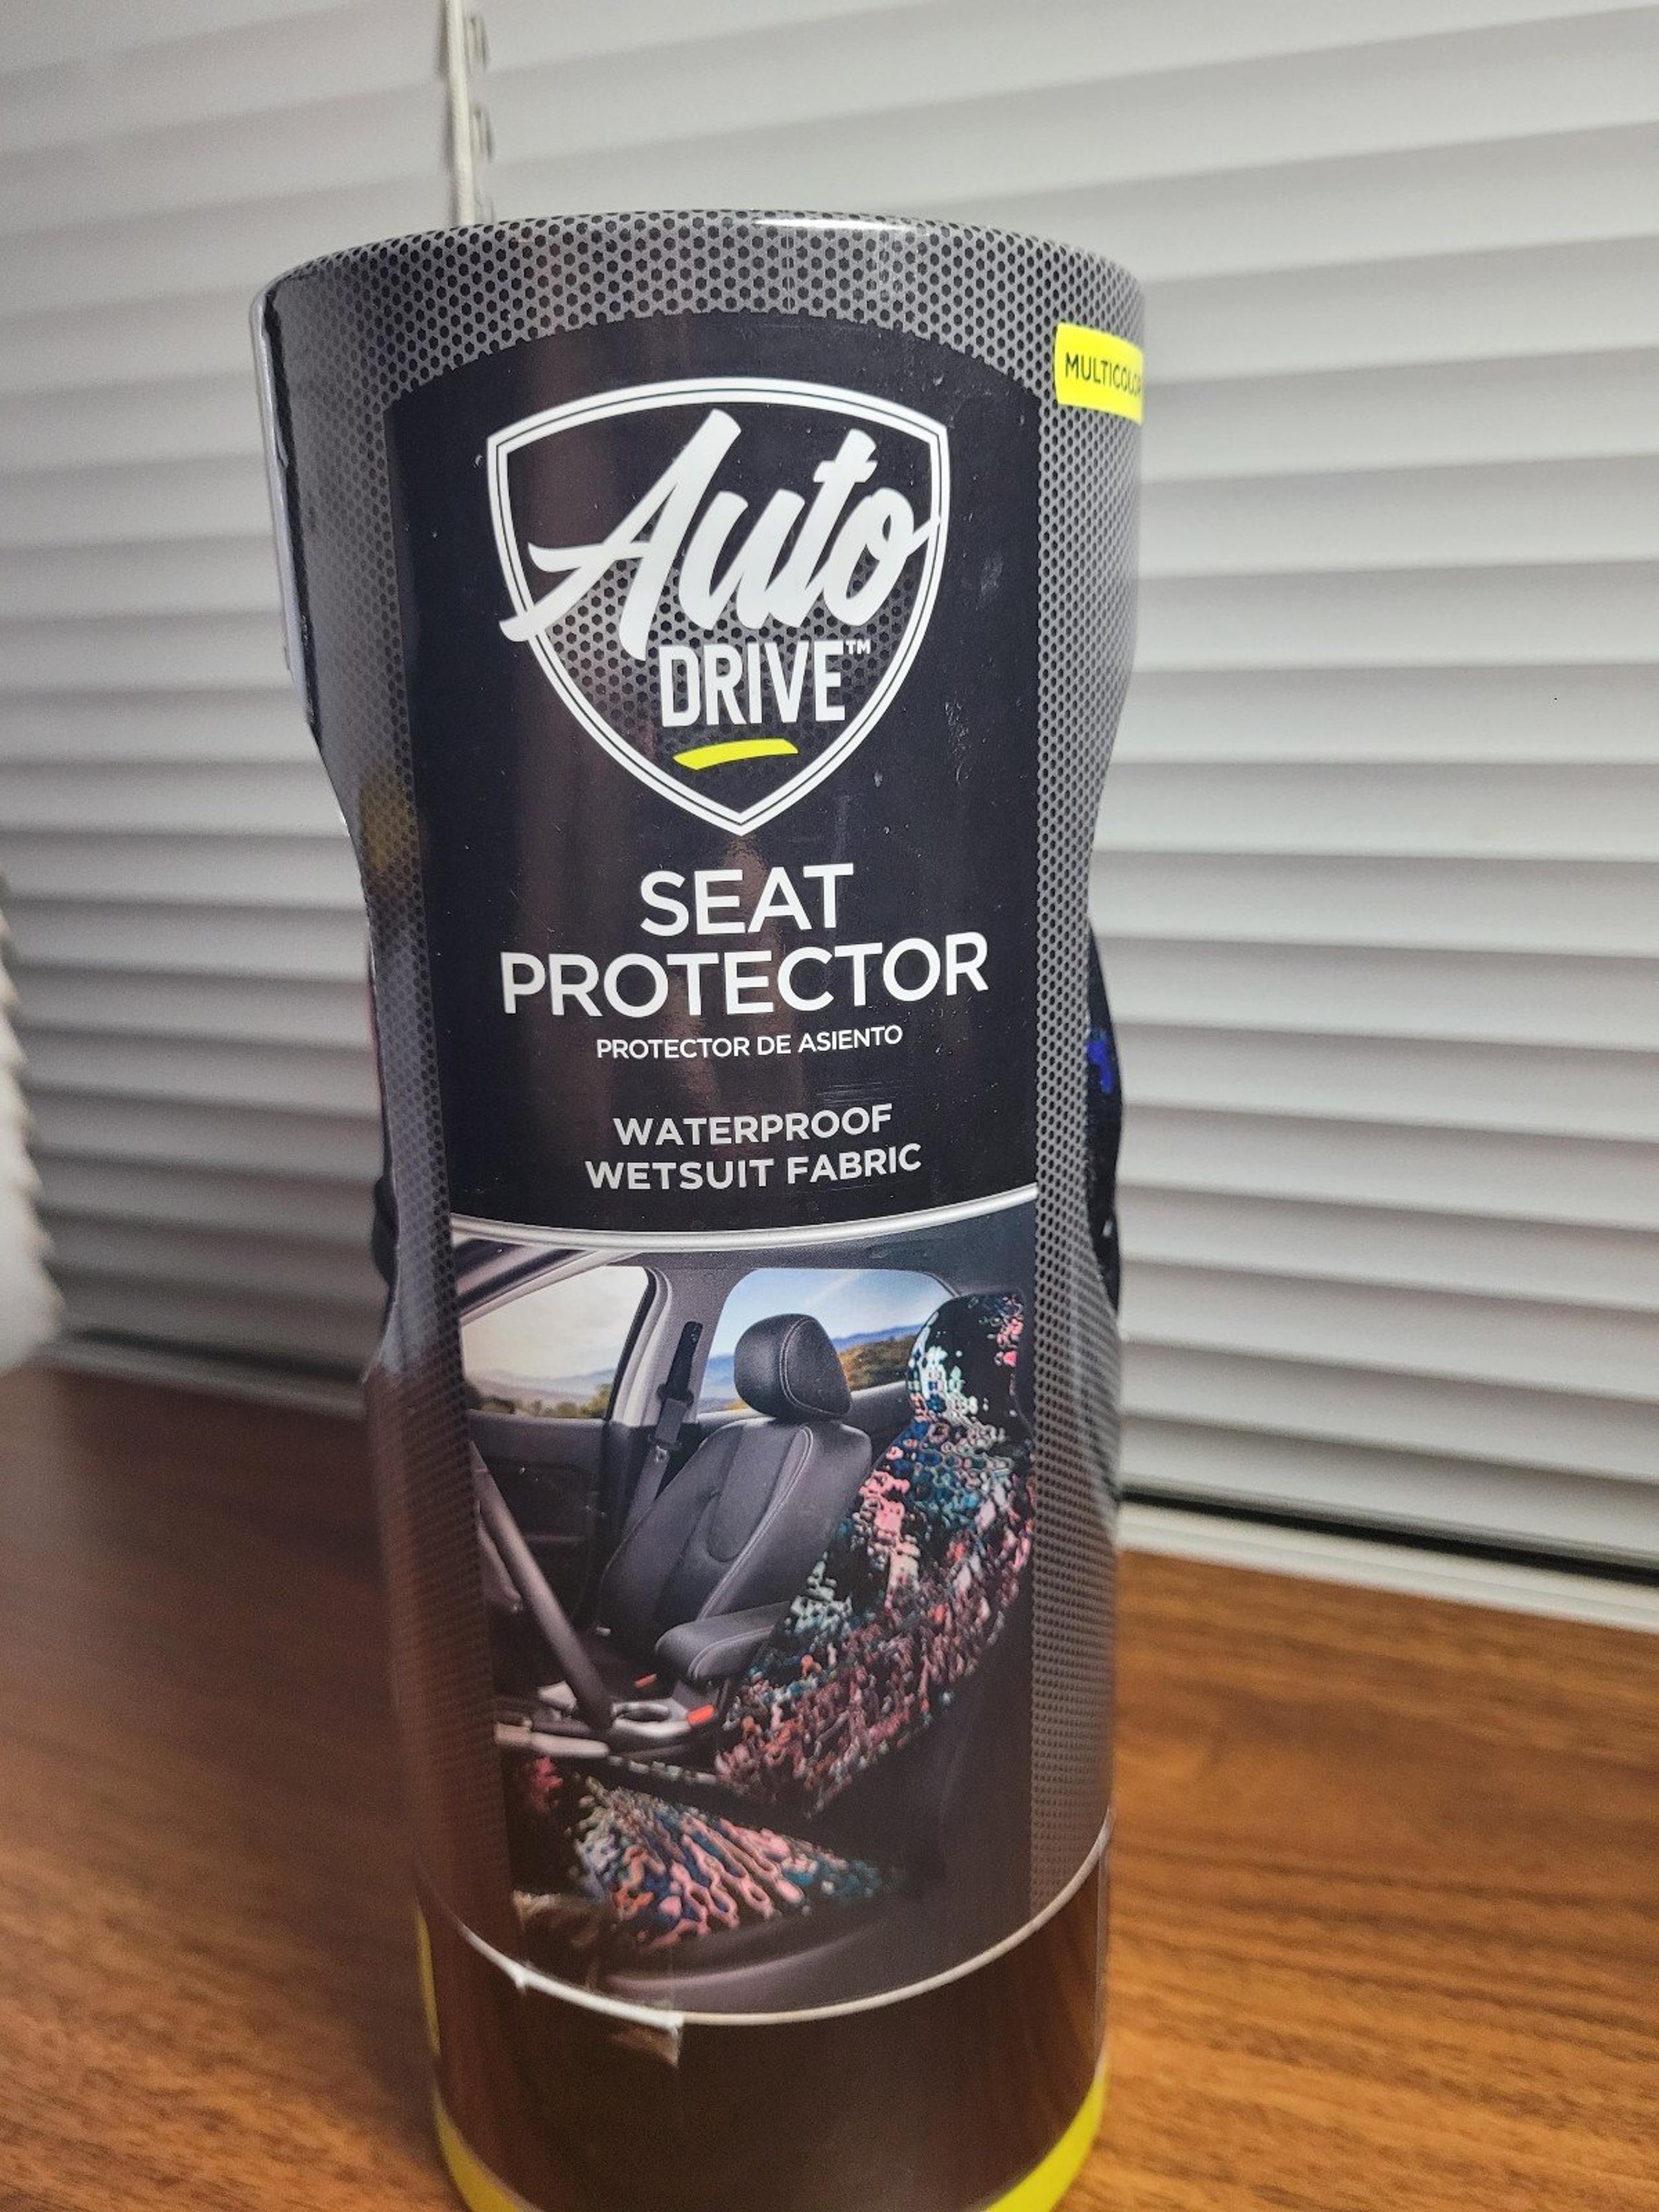 MULTICOLOR
Auto
DRIVE™
SEAT
PROTECTOR
PROTECTOR DE ASIENTO
WATERPROOF
WETSUIT FABRIC